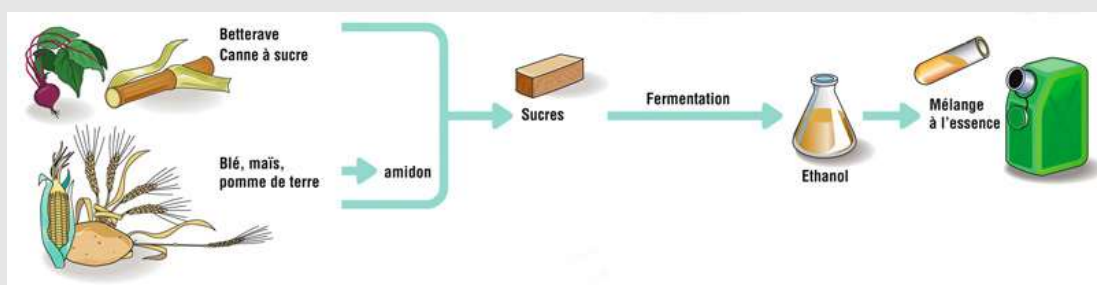 Betterave
Canne à sucre
Blé, maïs,
pomme de terre
amidon
Sucres
Fermentation
Ethanol
Mélange
à l'essence